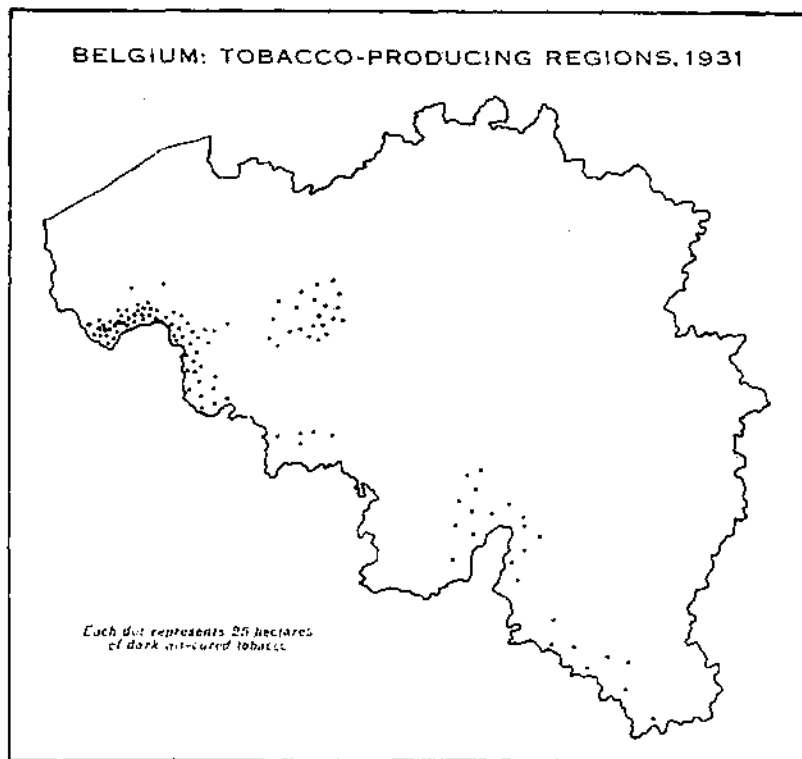 BELGIUM: TOBACCO-PRODUCING REGIONS, 1931
Each dot represents 25 hectares
of dark air-cured tobacco